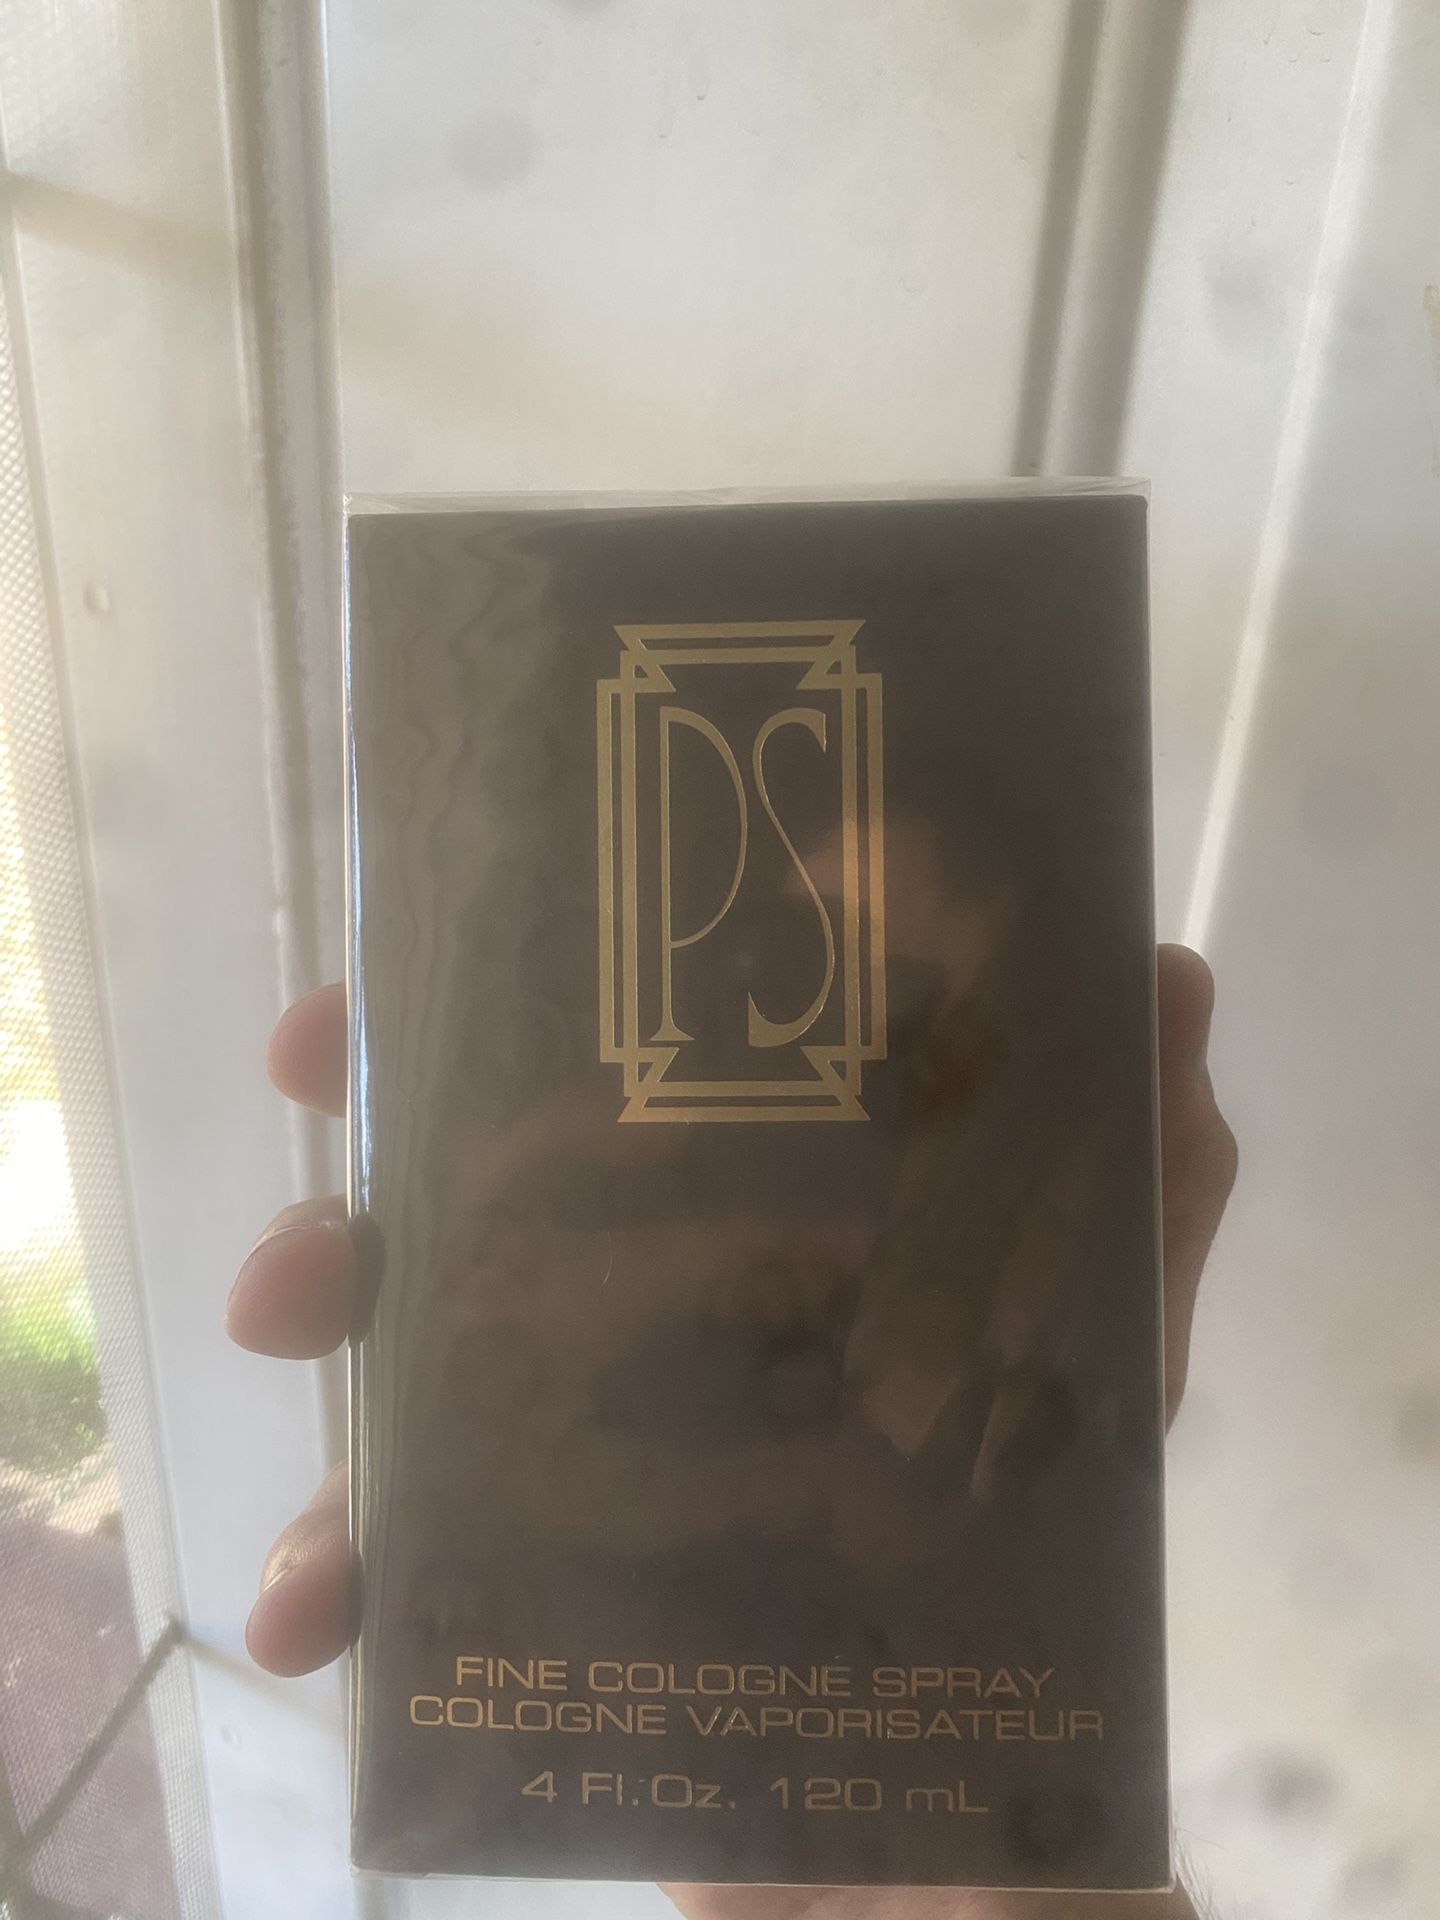 PS
FINE COLOGNE SPRAY
COLOGNE VAPORISATEUR
4 Fl.Oz. 120 mL